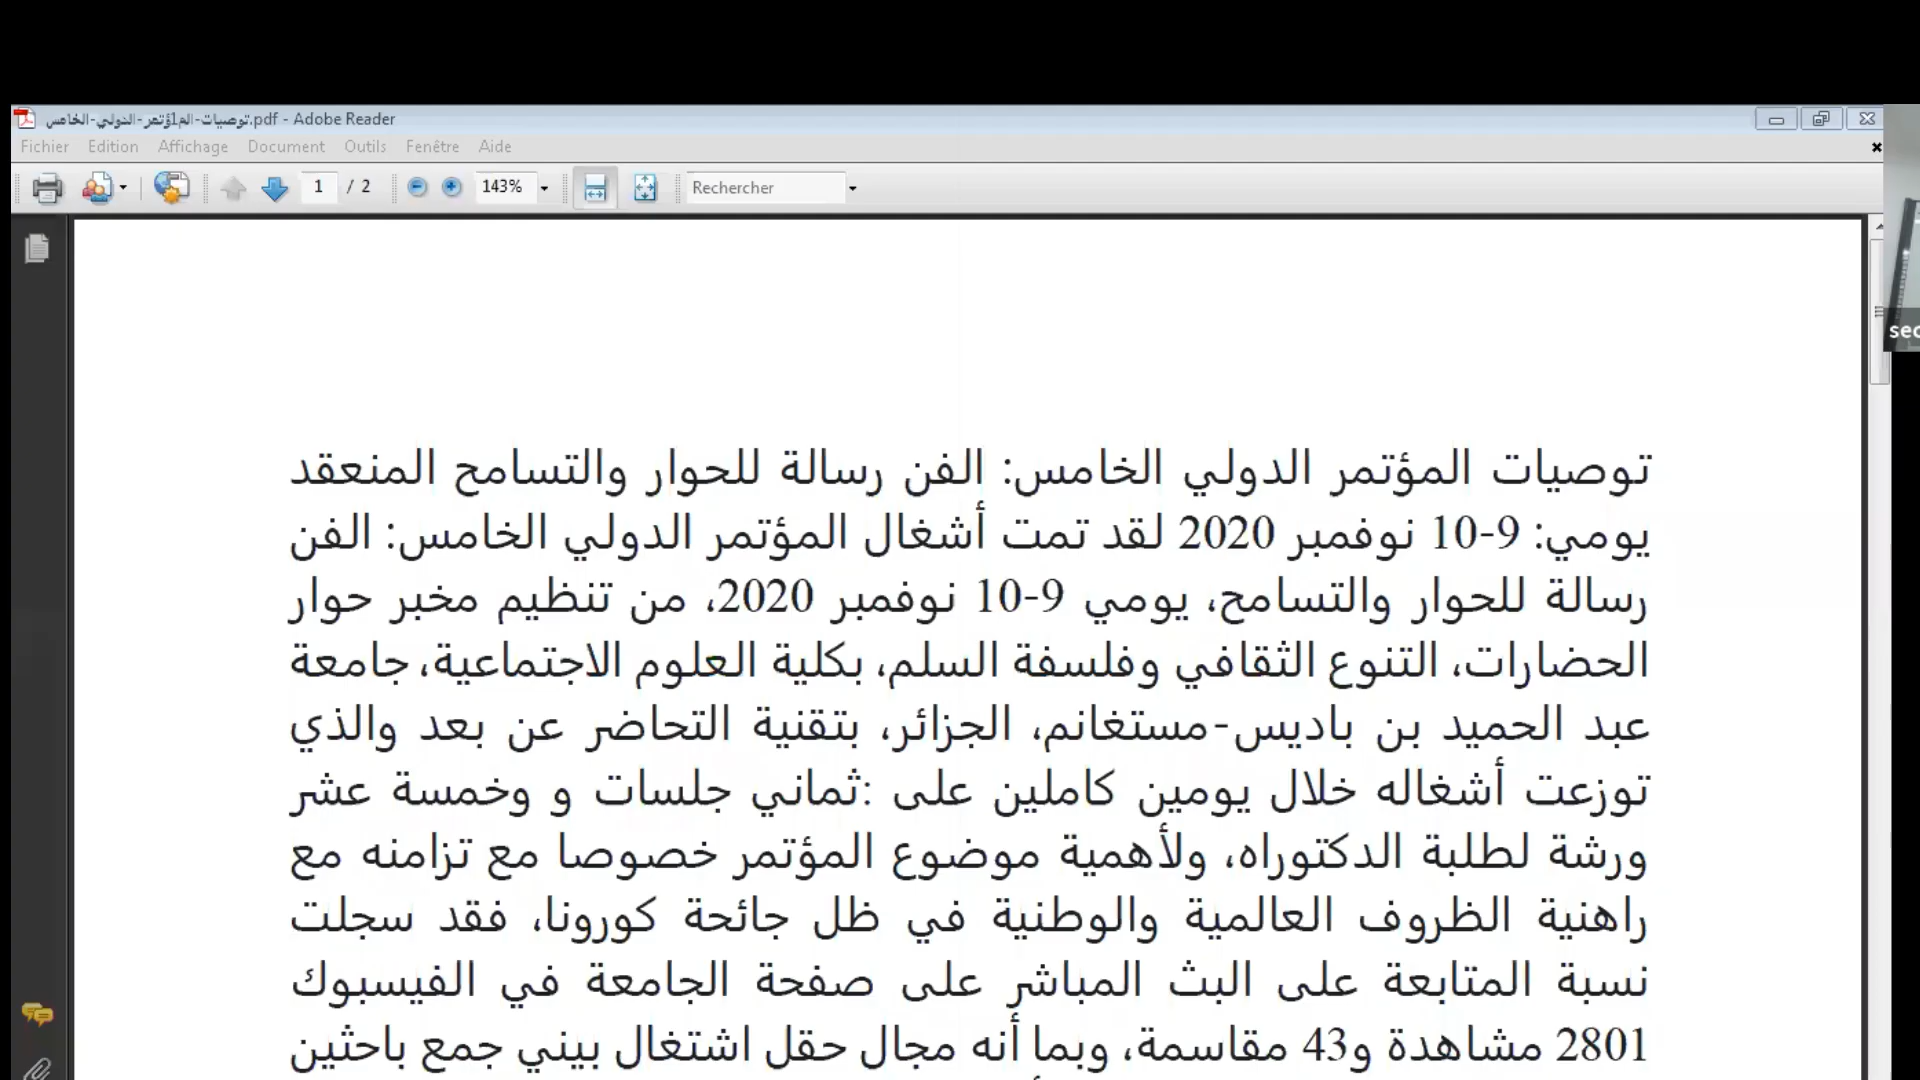 توصيات-الم1ؤتمر-الدولي-الخامس.pdf - Adobe Reader
Fichier Edition Affichage Document Outils Fenêtre Aide
1 / 2 143% Rechercher
sec
توصيات المؤتمر الدولي الخامس: الفن رسالة للحوار والتسامح المنعقد
يومي: 9-10 نوفمبر 2020 لقد تمت أشغال المؤتمر الدولي الخامس: الفن
رسالة للحوار والتسامح، يومي 9-10 نوفمبر 2020، من تنظيم مخبر حوار
الحضارات، التنوع الثقافي وفلسفة السلم، بكلية العلوم الاجتماعية، جامعة
عبد الحميد بن باديس-مستغانم، الجزائر، بتقنية التحاضر عن بعد والذي
توزعت أشغاله خلال يومين كاملين على :ثماني جلسات و وخمسة عشر
ورشة لطلبة الدكتوراه، ولأهمية موضوع المؤتمر خصوصا مع تزامنه مع
راهنية الظروف العالمية والوطنية في ظل جائحة كورونا، فقد سجلت
نسبة المتابعة على البث المباشر على صفحة الجامعة في الفيسبوك
2801 مشاهدة و43 مقاسمة، وبما أنه مجال حقل اشتغال بيني جمع باحثين